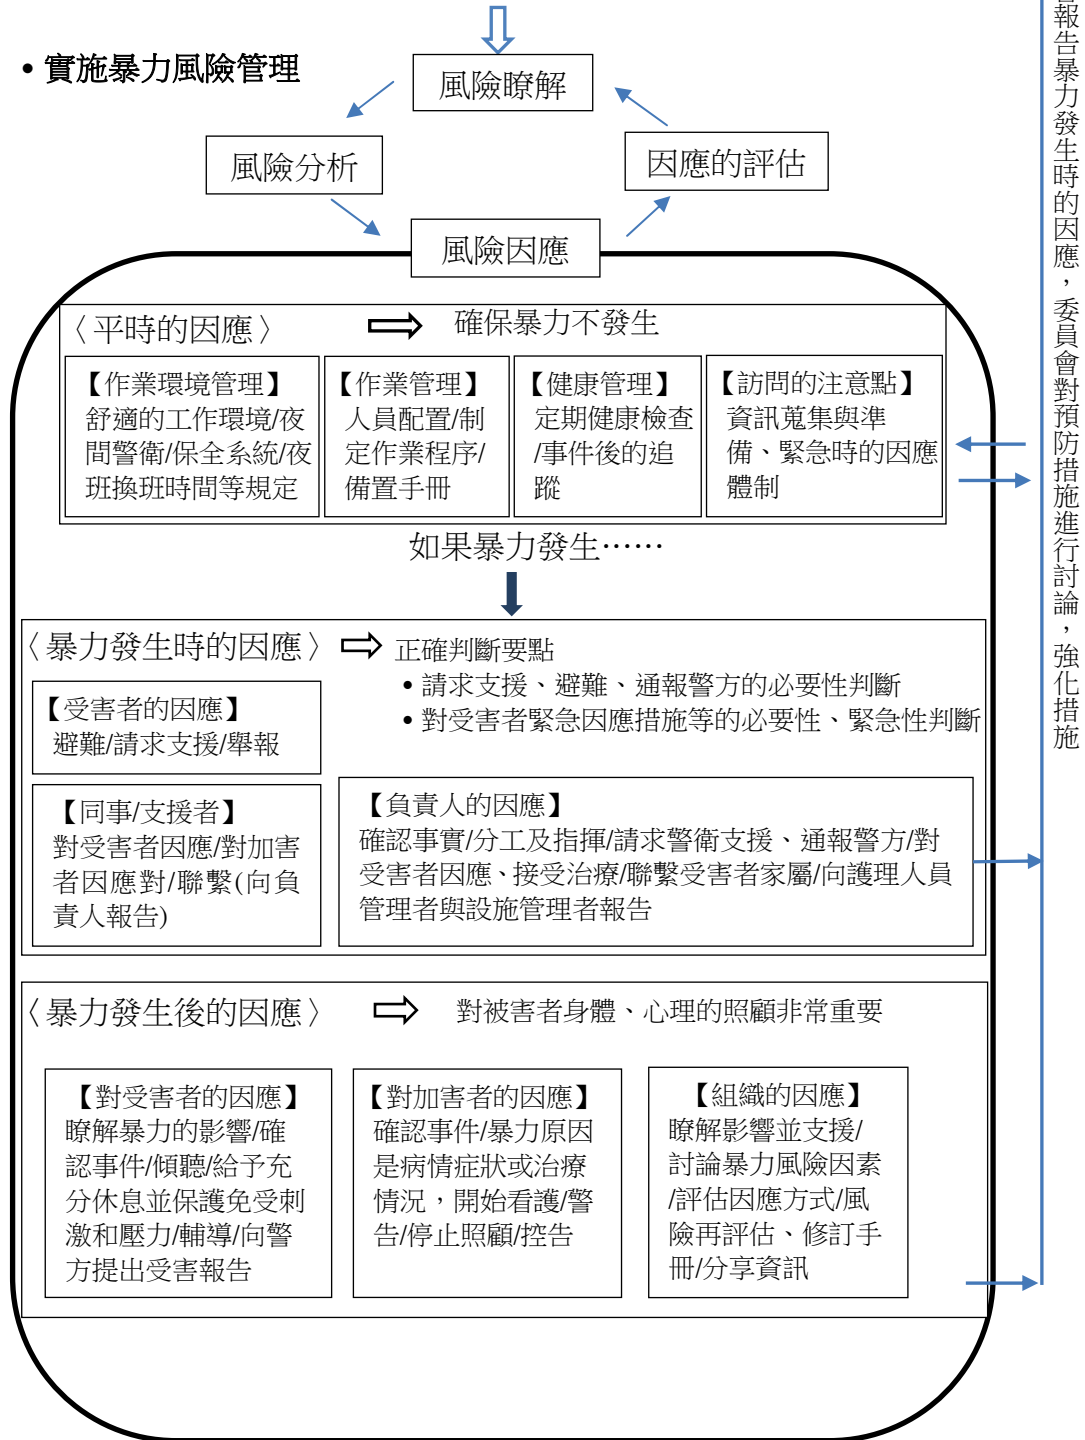 • 實施暴力風險管理
風險瞭解
風險分析
因應的評估
風險因應
〈平時的因應〉
確保暴力不發生
【作業環境管理】
舒適的工作環境/夜
間警衛/保全系統/夜
班換班時間等規定
【作業管理】
人員配置/制
定作業程序/
備置手冊
【健康管理】
定期健康檢查
/事件後的追
蹤
【訪問的注意點】
資訊蒐集與準
備、緊急時的因應
體制
如果暴力發生……
〈暴力發生時的因應〉
正確判斷要點
• 請求支援、避難、通報警方的必要性判斷
• 對受害者緊急因應措施等的必要性、緊急性判斷
【受害者的因應】
避難/請求支援/舉報
【同事/支援者】
對受害者因應/對加害
者因應對/聯繫(向負
責人報告)
【負責人的因應】
確認事實/分工及指揮/請求警衛支援、通報警方/對
受害者因應、接受治療/聯繫受害者家屬/向護理人員
管理者與設施管理者報告
〈暴力發生後的因應〉
對被害者身體、心理的照顧非常重要
【對受害者的因應】
瞭解暴力的影響/確
認事件/傾聽/給予充
分休息並保護免受刺
激和壓力/輔導/向警
方提出受害報告
【對加害者的因應】
確認事件/暴力原因
是病情症狀或治療
情況，開始看護/警
告/停止照顧/控告
【組織的因應】
瞭解影響並支援/
討論暴力風險因素
/評估因應方式/風
險再評估、修訂手
冊/分享資訊
報告暴力發生時的因應，委員會對預防措施進行討論，強化措施